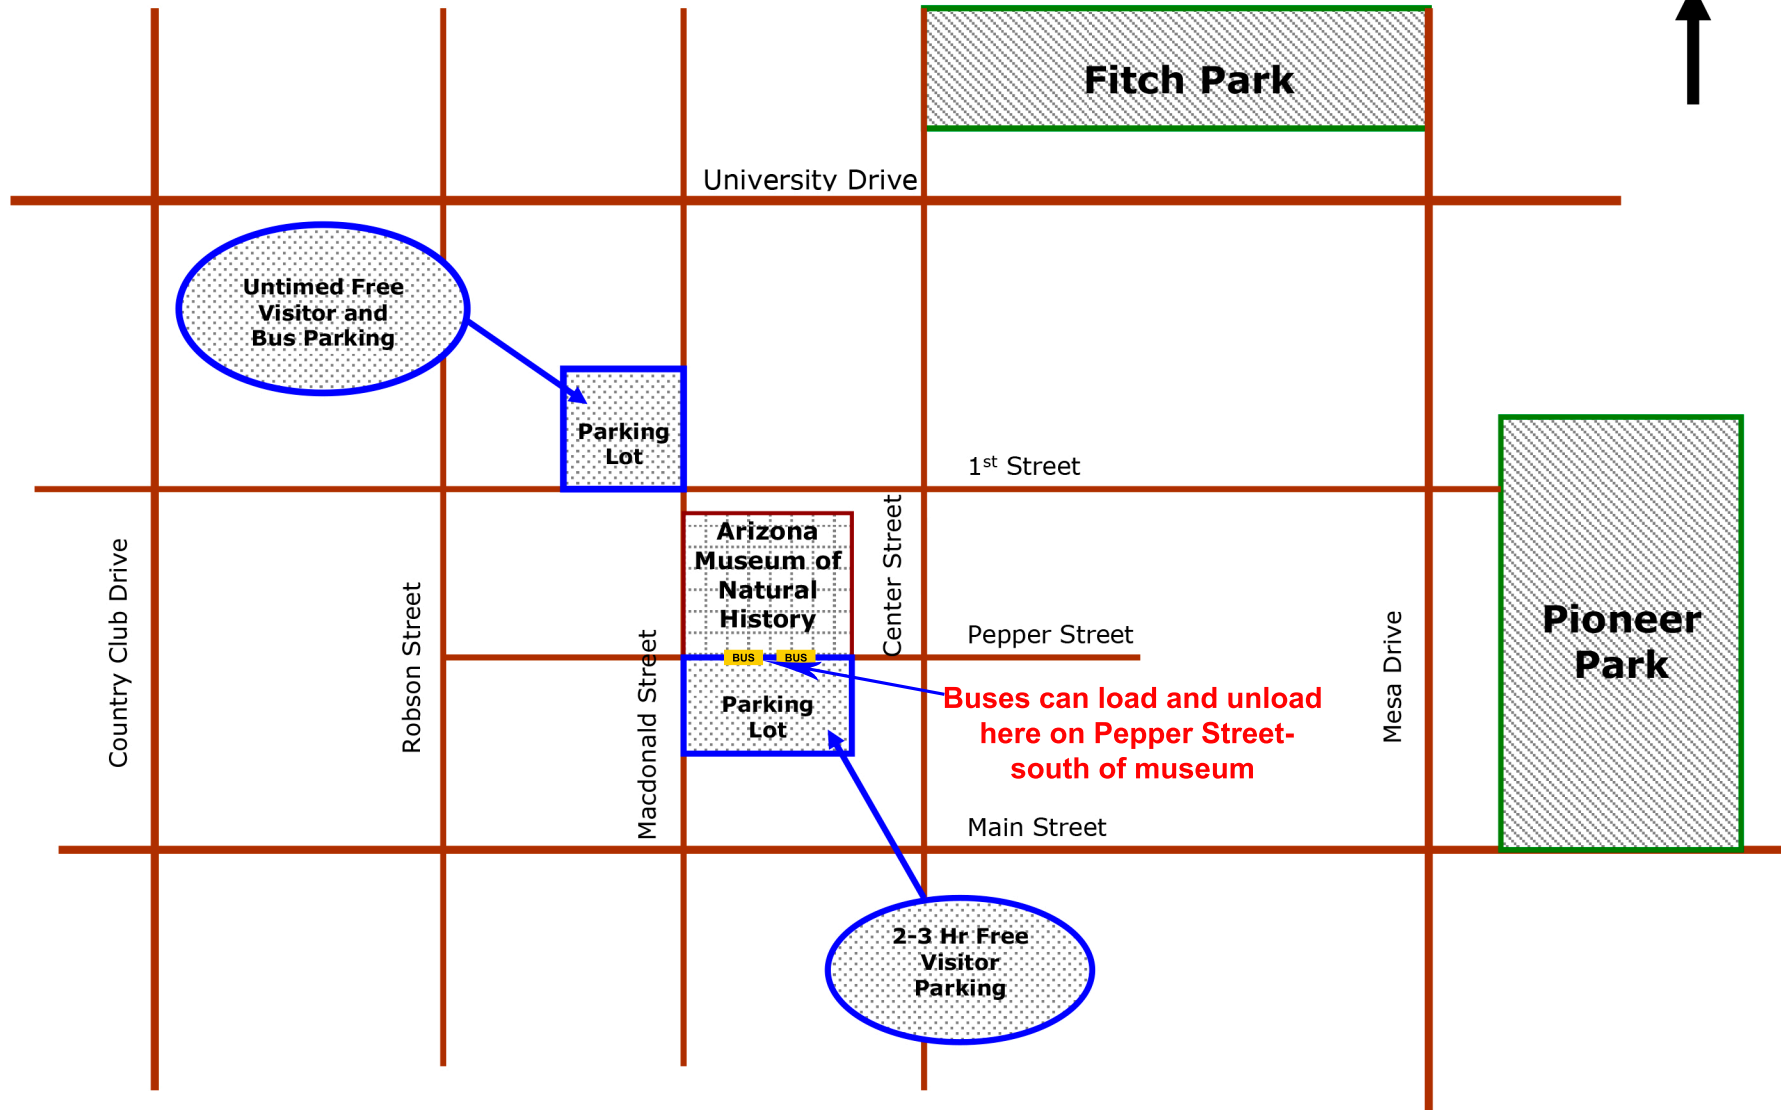 Fitch Park
University Drive
Untimed Free
Visitor and
Bus Parking
Parking
Lot
1st Street
Arizona
Museum of
Natural
History
Center Street
Country Club Drive
Robson Street
Macdonald Street
Pepper Street
Mesa Drive
Pioneer
Park
BUS BUS
Parking
Lot
Buses can load and unload
here on Pepper Street-
south of museum
Main Street
2-3 Hr Free
Visitor
Parking